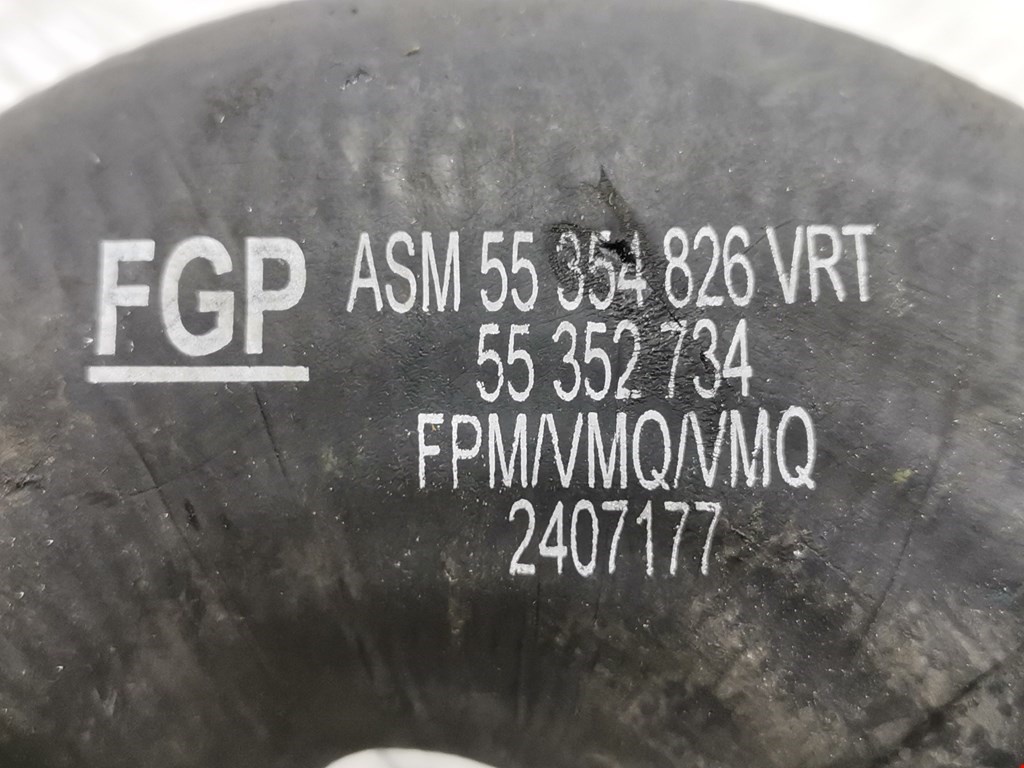 FGP ASM 55 354 826 VRT
55 352 734
FPM/VMQ/VMQ
2407177